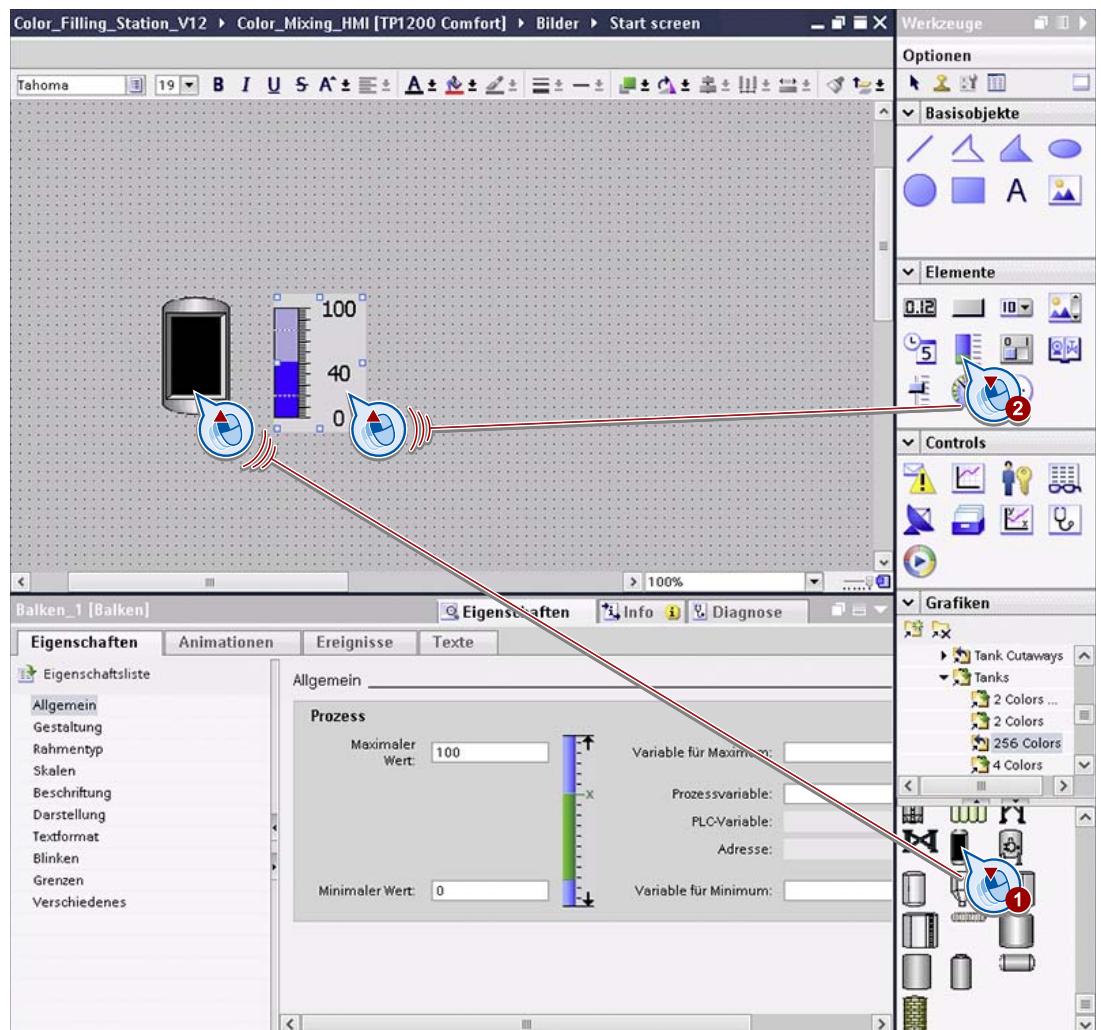 Color_Filling_Station_V12 ▸ Color_Mixing_HMI [TP1200 Comfort] ▸ Bilder ▸ Start screen
Werkzeuge
Optionen
Tahoma 19 B I U S A A
Basisobjekte
A
100
40
0
Elemente
0.12
10
5
2
Controls
100%
Balken_1 [Balken]
Eigenschaften Info Diagnose
Eigenschaften Animationen Ereignisse Texte
Eigenschaftsliste
Allgemein
Gestaltung
Rahmentyp
Skalen
Beschriftung
Darstellung
Textformat
Blinken
Grenzen
Verschiedenes
Allgemein
Prozess
Maximaler Wert: 100
Variable für Maximum:
Prozessvariable:
PLC-Variable:
Adresse:
Minimaler Wert: 0
Variable für Minimum:
x
Grafiken
Tank Cutaways
Tanks
2 Colors ...
2 Colors
256 Colors
4 Colors
1